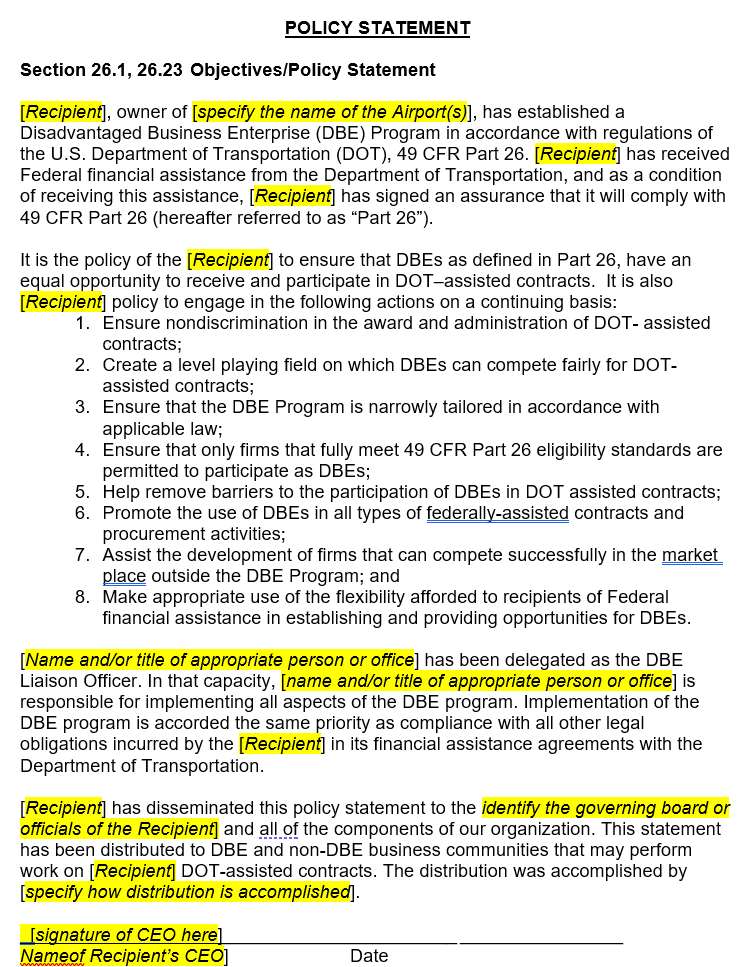 POLICY STATEMENT
Section 26.1, 26.23 Objectives/Policy Statement
[Recipient], owner of [specify the name of the Airport(s)], has established a
Disadvantaged Business Enterprise (DBE) Program in accordance with regulations of
the U.S. Department of Transportation (DOT), 49 CFR Part 26. [Recipient] has received
Federal financial assistance from the Department of Transportation, and as a condition
of receiving this assistance, [Recipient] has signed an assurance that it will comply with
49 CFR Part 26 (hereafter referred to as “Part 26”).
It is the policy of the [Recipient] to ensure that DBEs as defined in Part 26, have an
equal opportunity to receive and participate in DOT–assisted contracts.  It is also
[Recipient] policy to engage in the following actions on a continuing basis:
1. Ensure nondiscrimination in the award and administration of DOT- assisted
contracts;
2. Create a level playing field on which DBEs can compete fairly for DOT-
assisted contracts;
3. Ensure that the DBE Program is narrowly tailored in accordance with
applicable law;
4. Ensure that only firms that fully meet 49 CFR Part 26 eligibility standards are
permitted to participate as DBEs;
5. Help remove barriers to the participation of DBEs in DOT assisted contracts;
6. Promote the use of DBEs in all types of federally-assisted contracts and
procurement activities;
7. Assist the development of firms that can compete successfully in the market
place outside the DBE Program; and
8. Make appropriate use of the flexibility afforded to recipients of Federal
financial assistance in establishing and providing opportunities for DBEs.
[Name and/or title of appropriate person or office] has been delegated as the DBE
Liaison Officer. In that capacity, [name and/or title of appropriate person or office] is
responsible for implementing all aspects of the DBE program. Implementation of the
DBE program is accorded the same priority as compliance with all other legal
obligations incurred by the [Recipient] in its financial assistance agreements with the
Department of Transportation.
[Recipient] has disseminated this policy statement to the identify the governing board or
officials of the Recipient] and all of the components of our organization. This statement
has been distributed to DBE and non-DBE business communities that may perform
work on [Recipient] DOT-assisted contracts. The distribution was accomplished by
[specify how distribution is accomplished].
[signature of CEO here]
Nameof Recipient’s CEO] Date